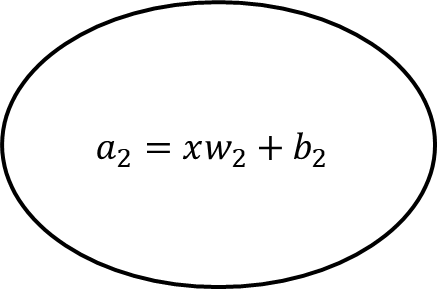 a₂ = xw₂ + b₂